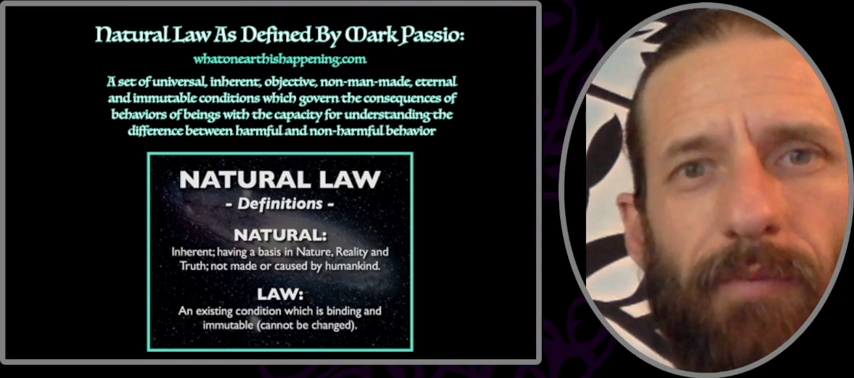 Natural Law As Defined By Mark Passio:
whatonearthishappening.com
A set of universal, inherent, objective, non-man-made, eternal
and immutable conditions which govern the consequences of
behaviors of beings with the capacity for understanding the
difference between harmful and non-harmful behavior
NATURAL LAW
- Definitions -
NATURAL:
Inherent; having a basis in Nature, Reality and
Truth; not made or caused by humankind.
LAW:
An existing condition which is binding and
immutable (cannot be changed).